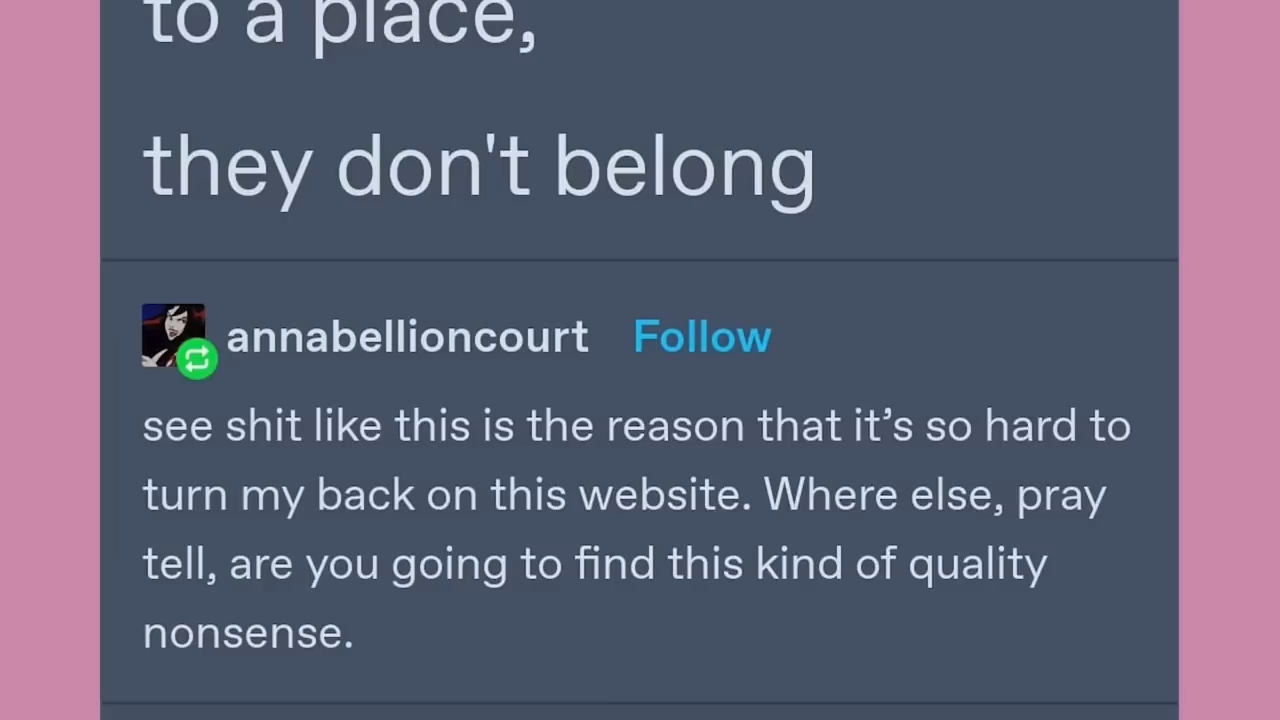 to a place,
they don't belong
annabellioncourt Follow
see shit like this is the reason that it’s so hard to
turn my back on this website. Where else, pray
tell, are you going to find this kind of quality
nonsense.